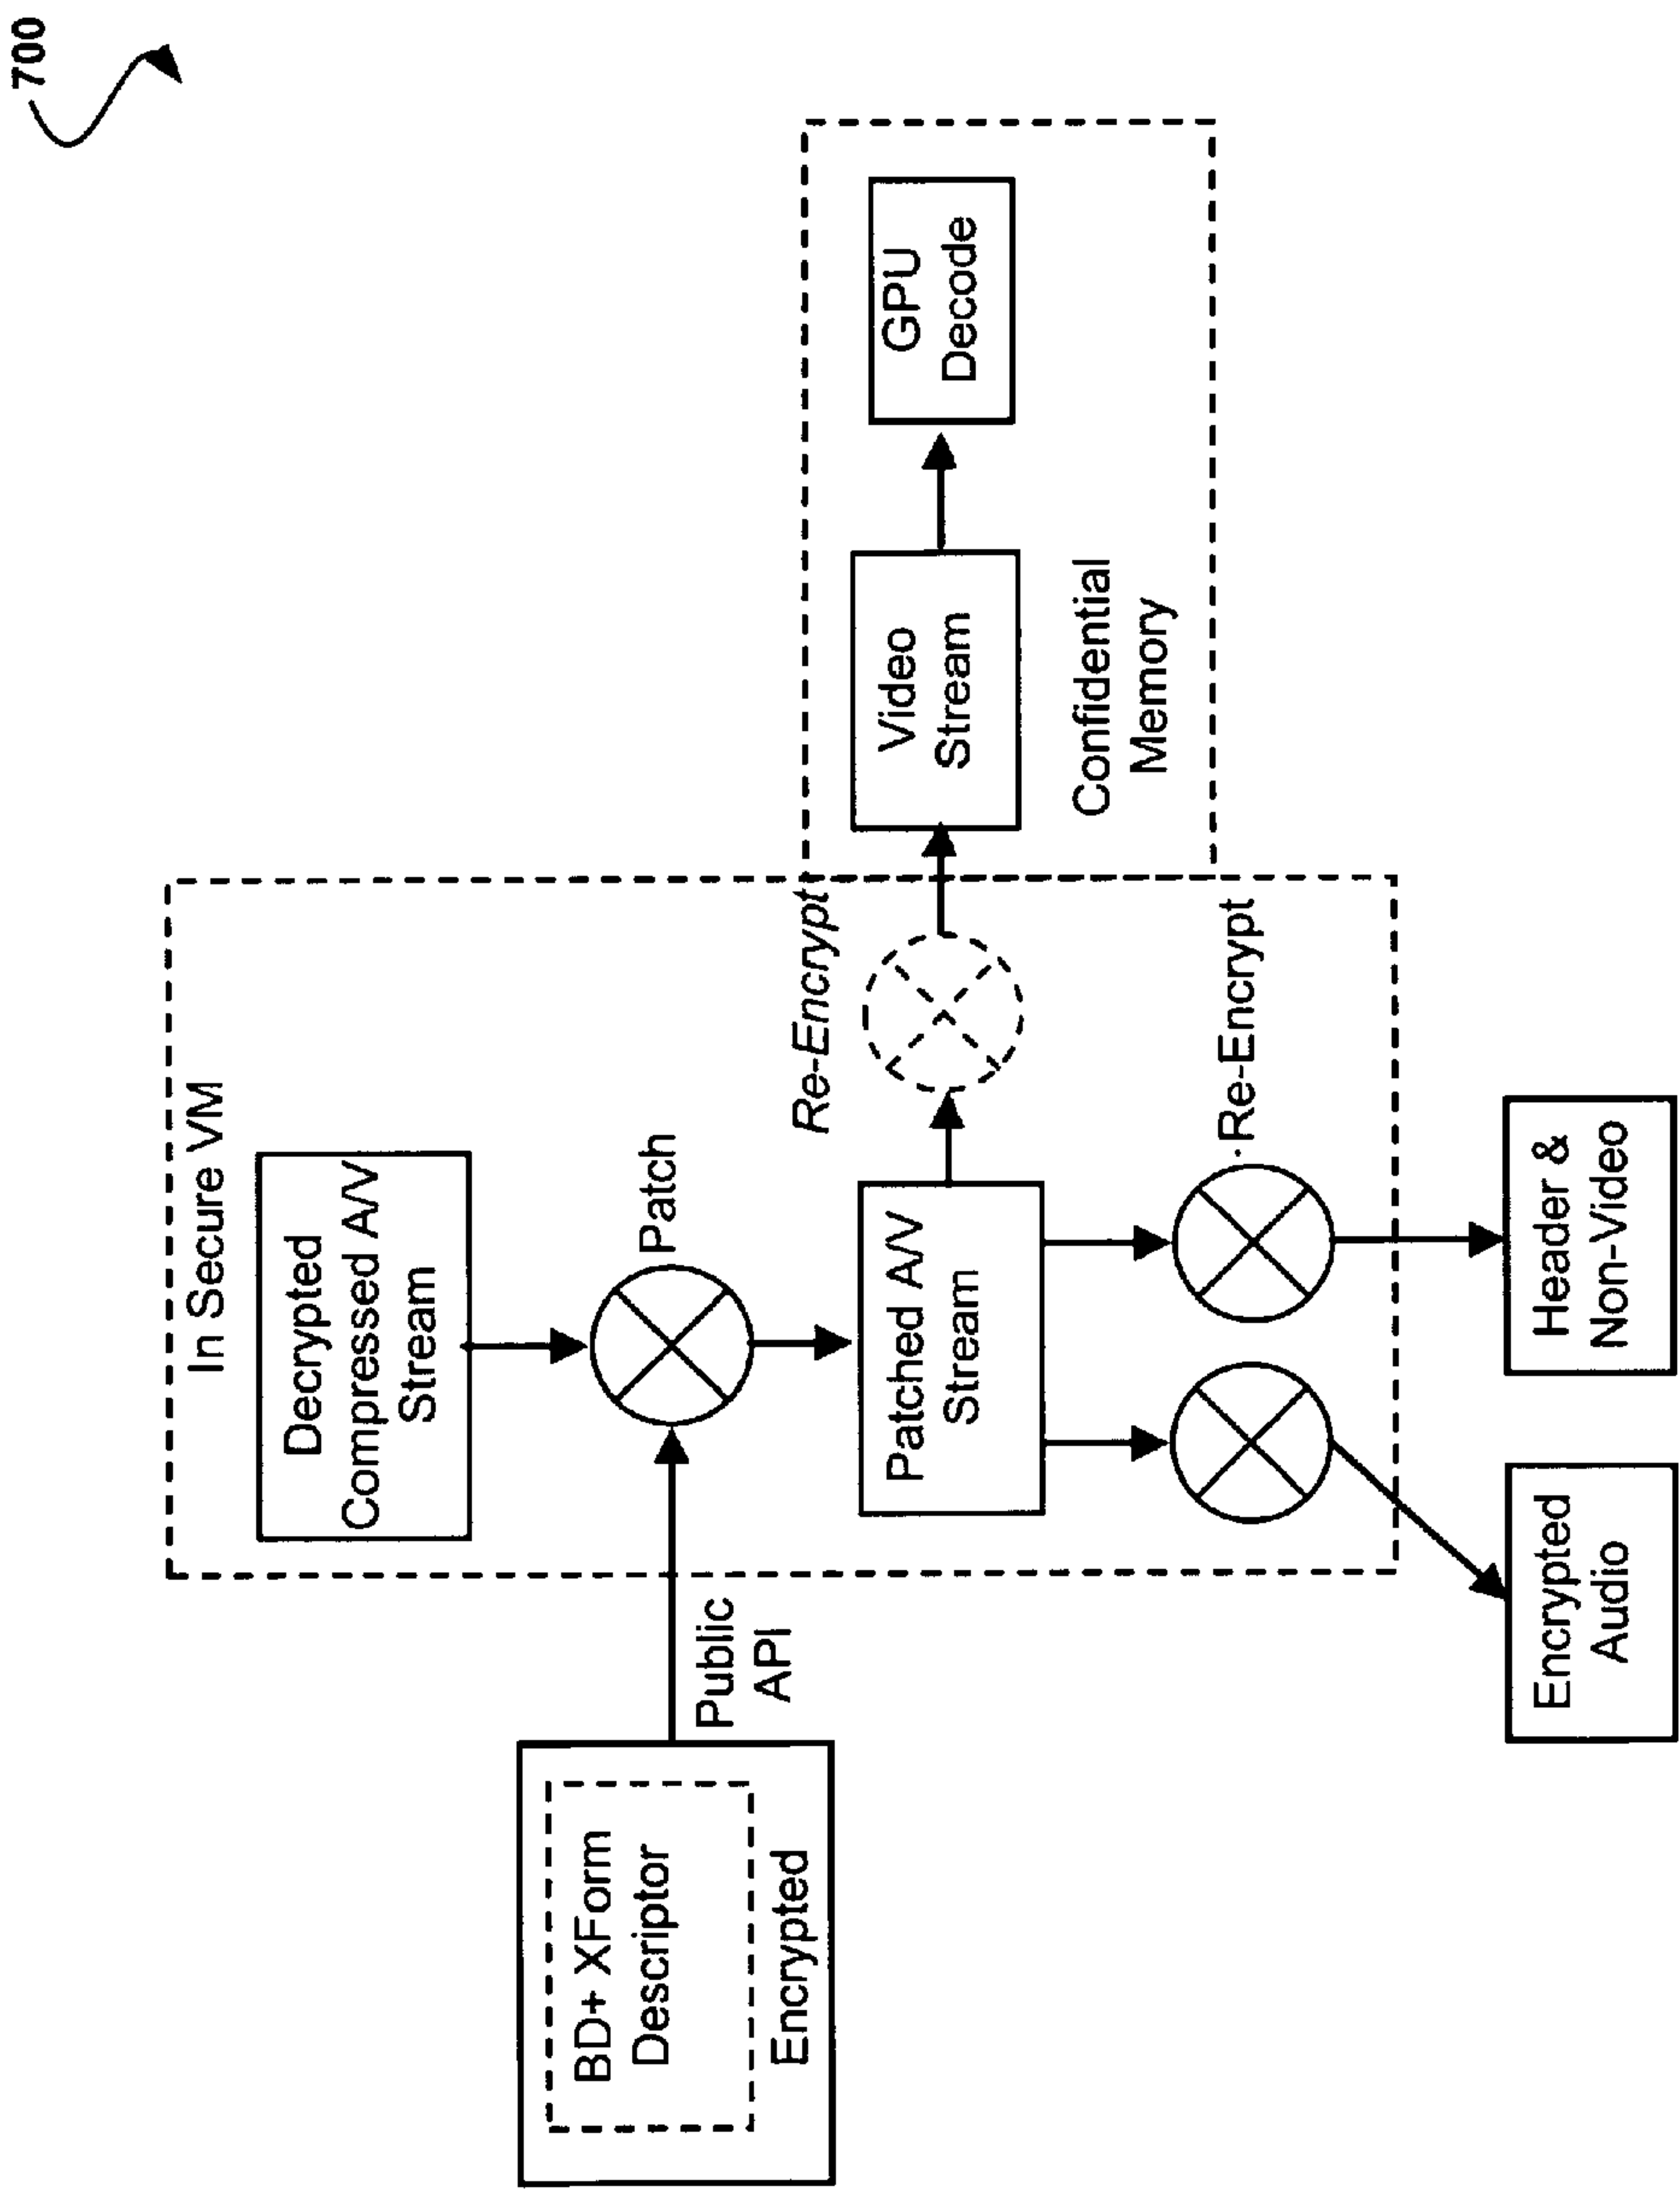 700
In Secure VM
Decrypted
Compressed A/V
Stream
Patch
BD+ XForm
Descriptor
Encrypted
Public
API
Patched A/V
Stream
Re-Encrypt
Video
Stream
GPU
Decode
Confidential
Memory
Re-Encrypt
Encrypted
Audio
Header &
Non-Video